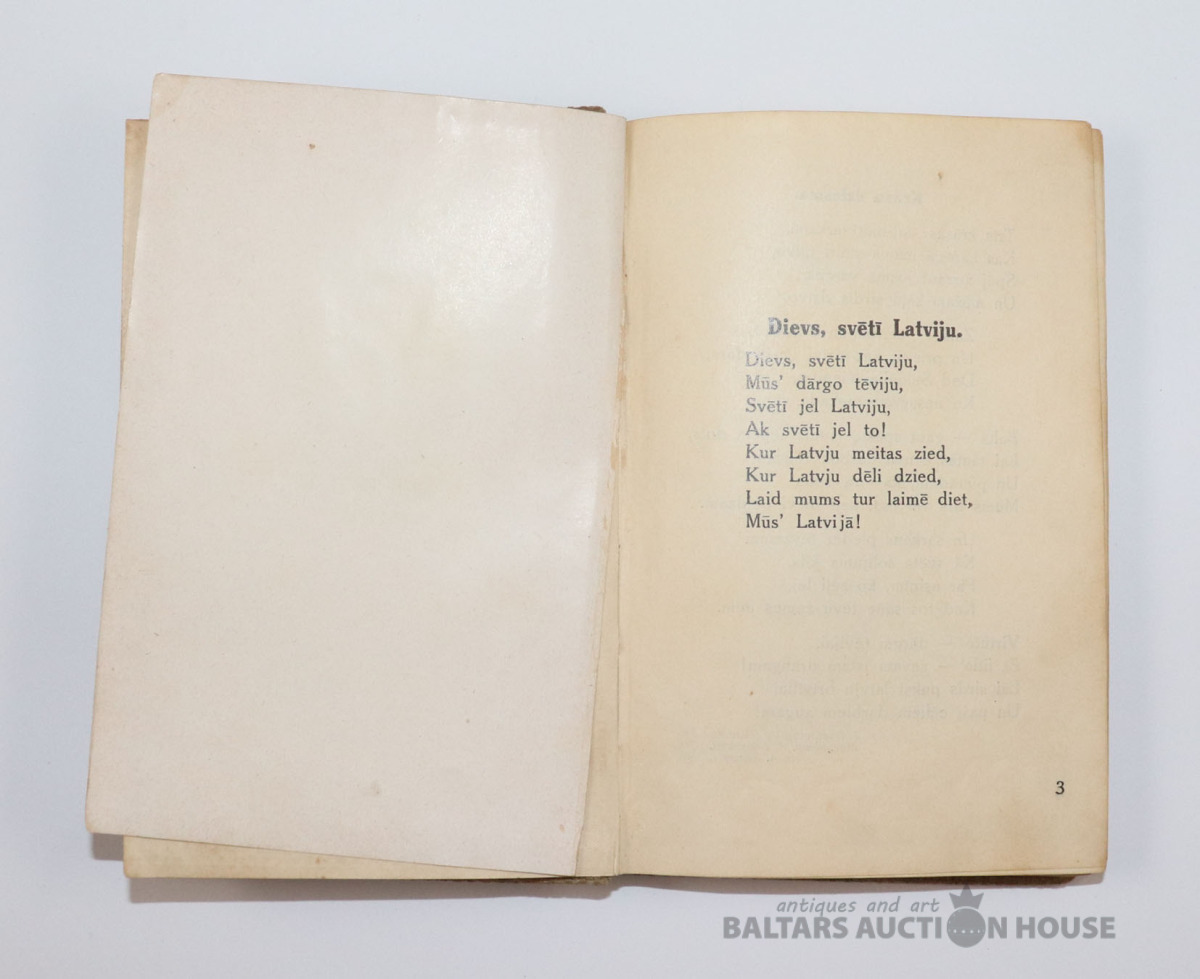 Dievs, svētī Latviju.
Dievs, svētī Latviju,
Mūs' dārgo tēviju,
Svētī jel Latviju,
Ak svētī jel to!
Kur Latvju meitas zied,
Kur Latvju dēli dzied,
Laid mums tur laimē diet,
Mūs' Latvijā!
3
antiques and art
BALTARS AUCTION HOUSE